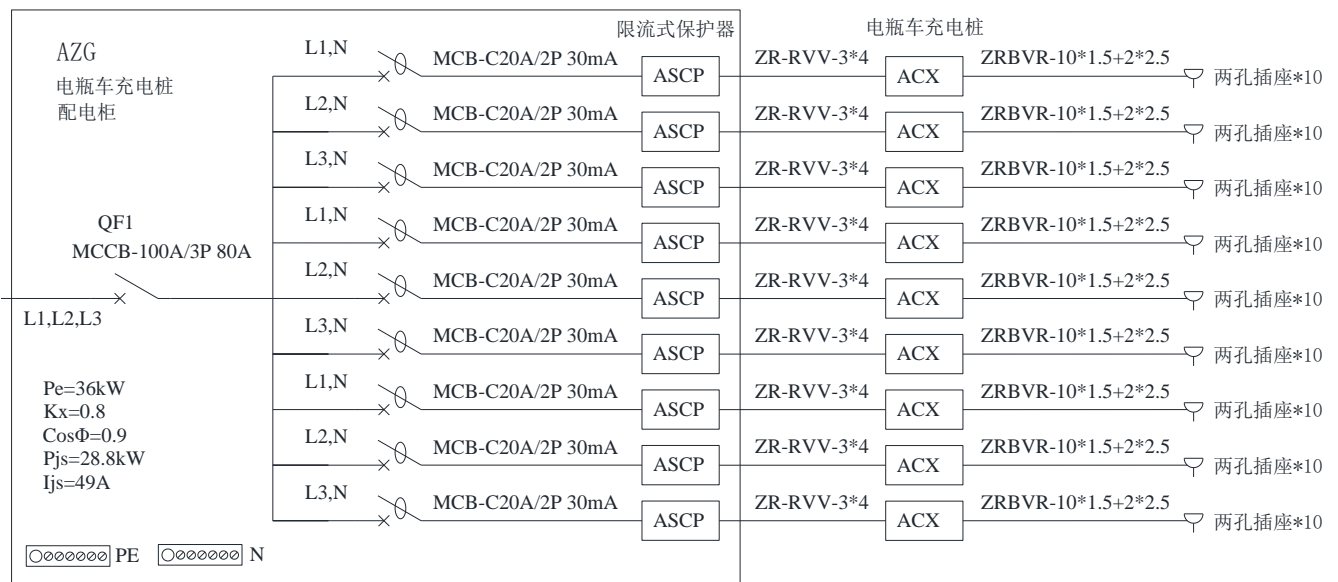 限流式保护器
电瓶车充电桩
AZG
电瓶车充电桩
配电柜
L1,N
MCB-C20A/2P 30mA
ASCP
ZR-RVV-3*4
ACX
ZRBVR-10*1.5+2*2.5
两孔插座*10
L2,N
MCB-C20A/2P 30mA
ASCP
ZR-RVV-3*4
ACX
ZRBVR-10*1.5+2*2.5
两孔插座*10
L3,N
MCB-C20A/2P 30mA
ASCP
ZR-RVV-3*4
ACX
ZRBVR-10*1.5+2*2.5
两孔插座*10
L1,N
MCB-C20A/2P 30mA
ASCP
ZR-RVV-3*4
ACX
ZRBVR-10*1.5+2*2.5
两孔插座*10
QF1
MCCB-100A/3P 80A
L1,L2,L3
L2,N
MCB-C20A/2P 30mA
ASCP
ZR-RVV-3*4
ACX
ZRBVR-10*1.5+2*2.5
两孔插座*10
L3,N
MCB-C20A/2P 30mA
ASCP
ZR-RVV-3*4
ACX
ZRBVR-10*1.5+2*2.5
两孔插座*10
L1,N
MCB-C20A/2P 30mA
ASCP
ZR-RVV-3*4
ACX
ZRBVR-10*1.5+2*2.5
两孔插座*10
L2,N
MCB-C20A/2P 30mA
ASCP
ZR-RVV-3*4
ACX
ZRBVR-10*1.5+2*2.5
两孔插座*10
L3,N
MCB-C20A/2P 30mA
ASCP
ZR-RVV-3*4
ACX
ZRBVR-10*1.5+2*2.5
两孔插座*10
Pe=36kW
Kx=0.8
CosΦ=0.9
Pjs=28.8kW
Ijs=49A
PE
N